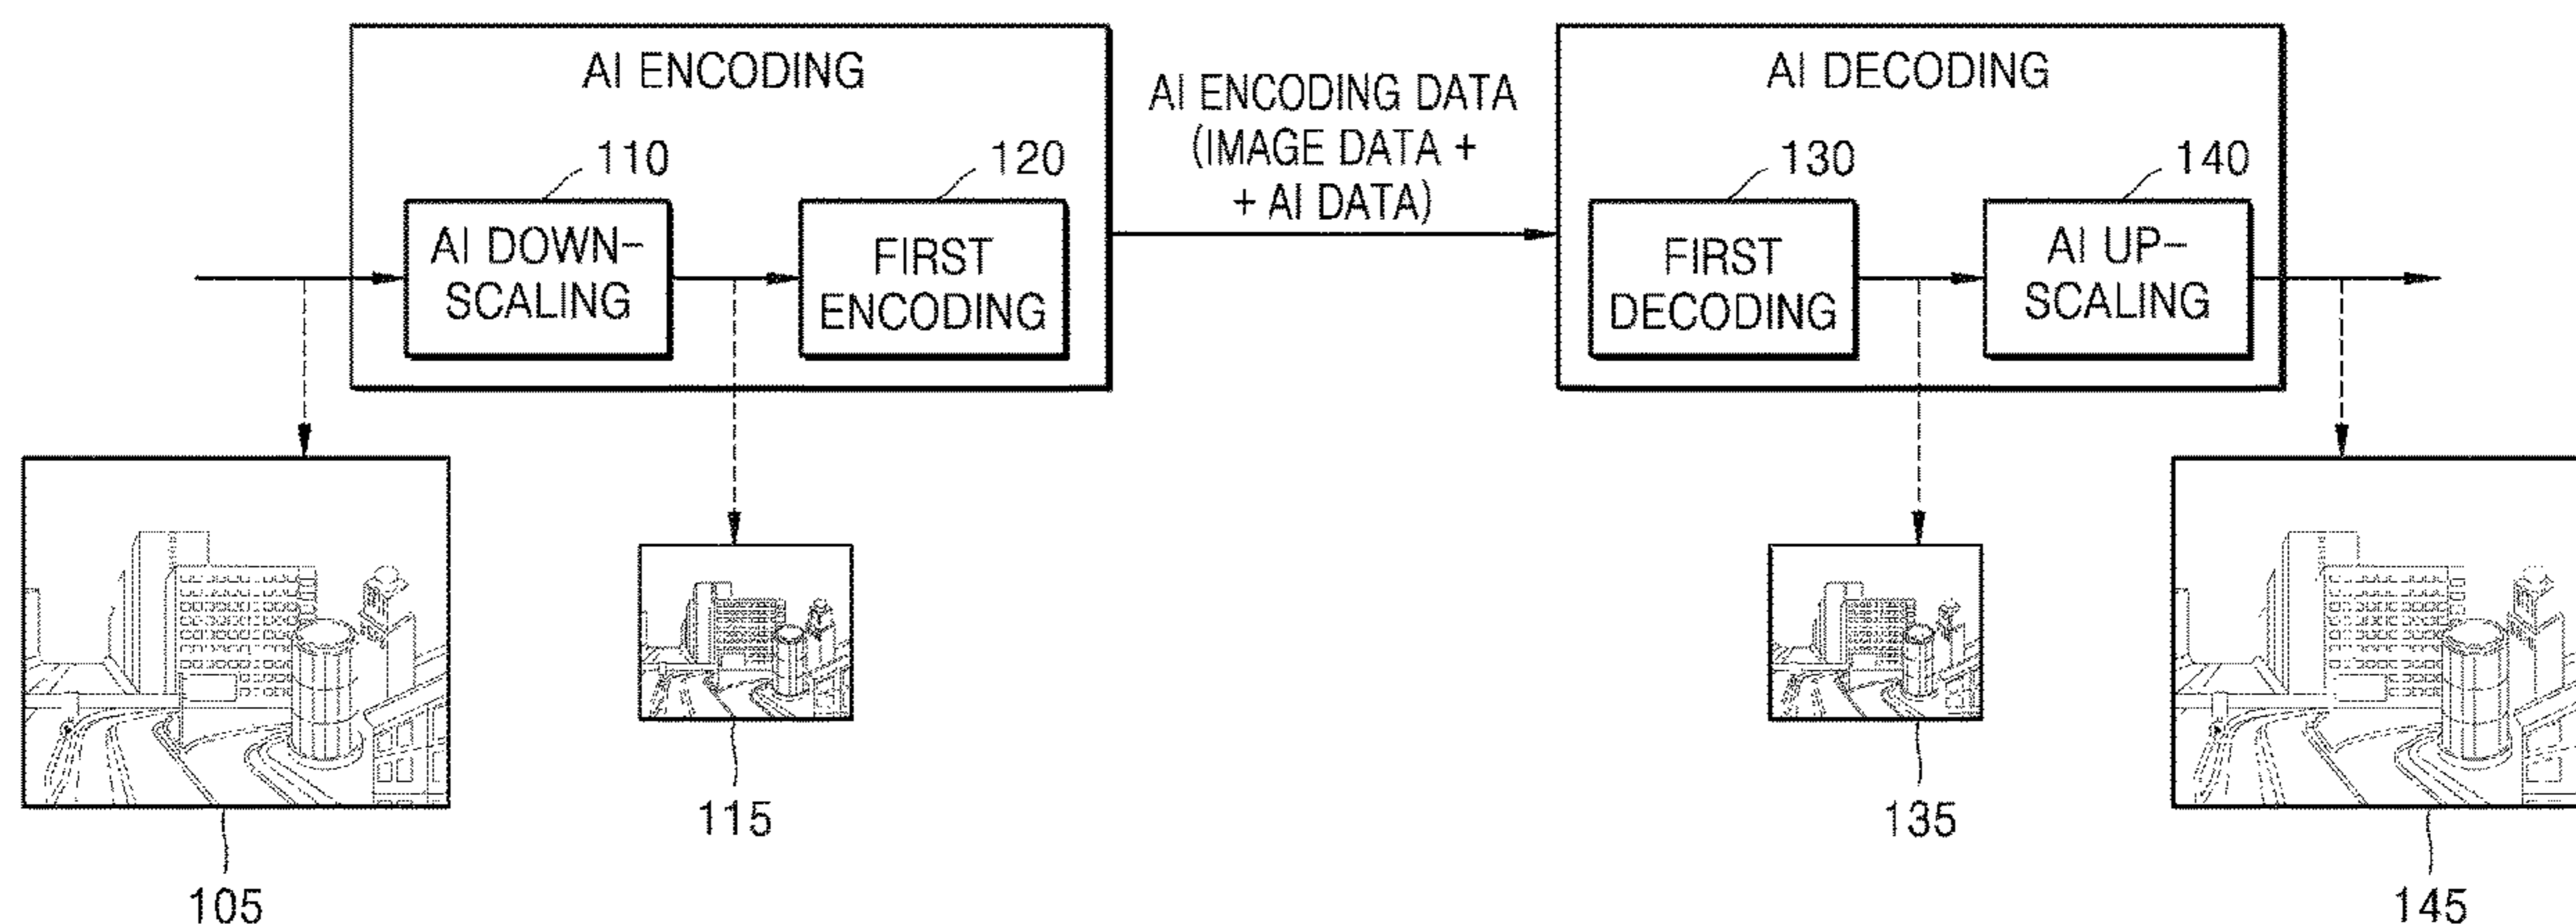 AI ENCODING
110
120
AI DOWN-
SCALING
FIRST
ENCODING
AI ENCODING DATA
(IMAGE DATA +
+ AI DATA)
AI DECODING
130
140
FIRST
DECODING
AI UP-
SCALING
115
135
105
145